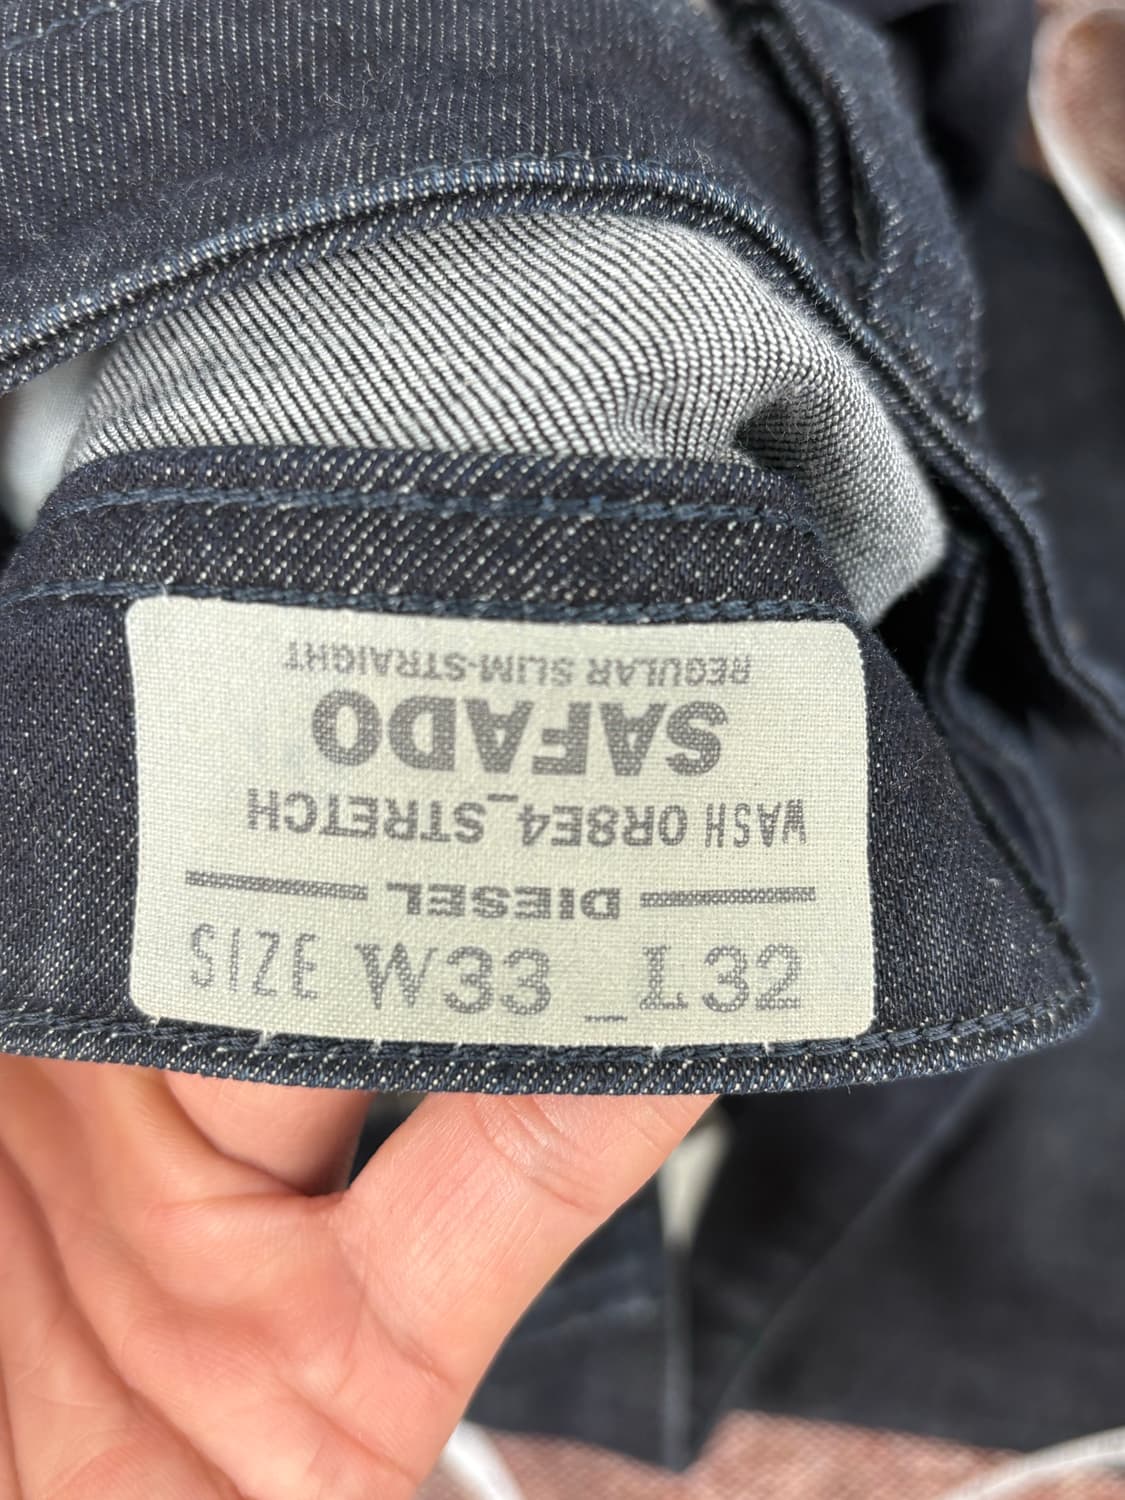 DIESEL
WASH 0R8E4_STRETCH
SAFADO
REGULAR SLIM-STRAIGHT
SIZE W33 _L32